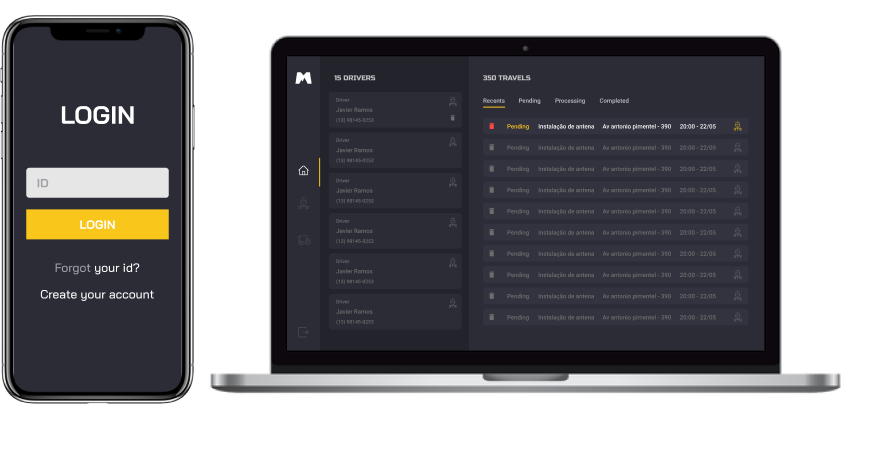 LOGIN
ID
LOGIN
Forgot your id?
Create your account
15 DRIVERS
Driver
Javier Ramos
(13) 98145-0253
Driver
Javier Ramos
(13) 98145-0253
Driver
Javier Ramos
(13) 98145-0253
Driver
Javier Ramos
(13) 98145-0253
Driver
Javier Ramos
(13) 98145-0253
Driver
Javier Ramos
(13) 98145-0253
350 TRAVELS
Recents Pending Processing Completed
Pending Instalação de antena Av antonio pimentel - 390 20:00 - 22/05
Pending Instalação de antena Av antonio pimentel - 390 20:00 - 22/05
Pending Instalação de antena Av antonio pimentel - 390 20:00 - 22/05
Pending Instalação de antena Av antonio pimentel - 390 20:00 - 22/05
Pending Instalação de antena Av antonio pimentel - 390 20:00 - 22/05
Pending Instalação de antena Av antonio pimentel - 390 20:00 - 22/05
Pending Instalação de antena Av antonio pimentel - 390 20:00 - 22/05
Pending Instalação de antena Av antonio pimentel - 390 20:00 - 22/05
Pending Instalação de antena Av antonio pimentel - 390 20:00 - 22/05
Pending Instalação de antena Av antonio pimentel - 390 20:00 - 22/05